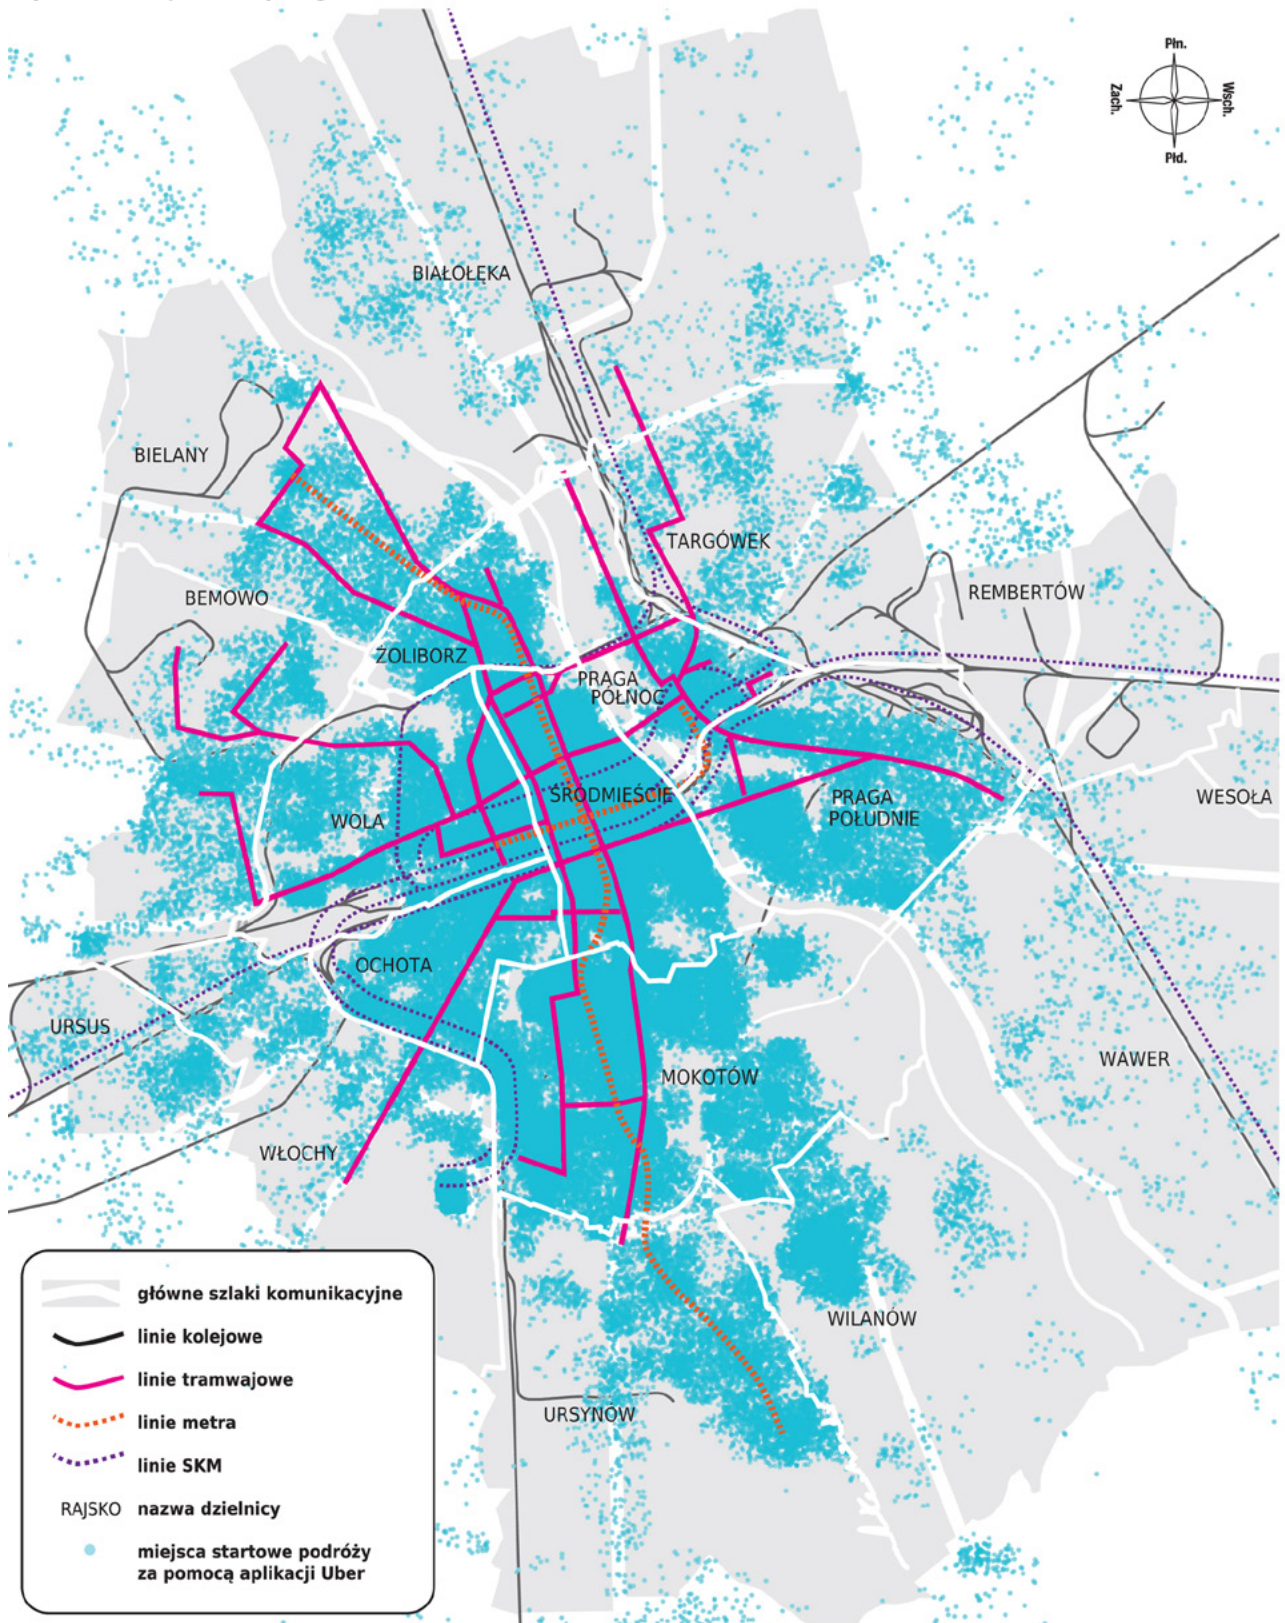 Płn.
Zach.
Wsch.
Płd.
BIAŁOŁĘKA
BIELANY
TARGÓWEK
BEMOWO
REMBERTÓW
ŻOLIBORZ
PRAGA
PÓŁNOC
ŚRÓDMIEŚCIE
WOLA
PRAGA
POŁUDNIE
WESOŁA
OCHOTA
URSUS
MOKOTÓW
WAWER
WŁOCHY
WILANÓW
URSYNÓW
główne szlaki komunikacyjne
linie kolejowe
linie tramwajowe
linie metra
linie SKM
RAJSKO nazwa dzielnicy
miejsca startowe podróży
za pomocą aplikacji Uber